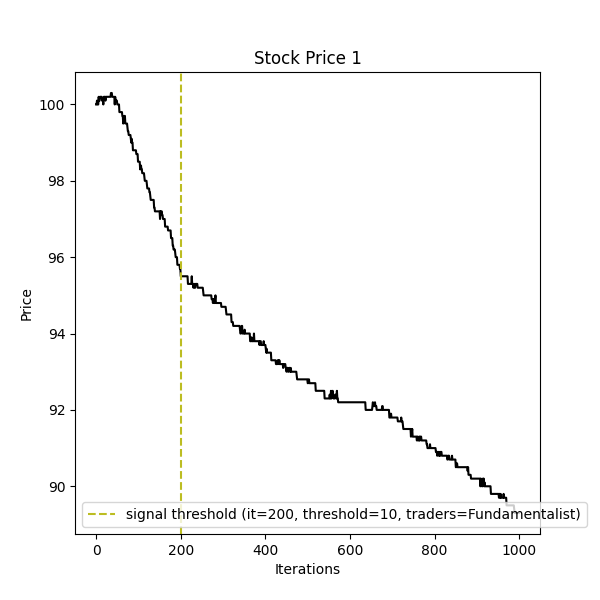 Stock Price 1
Price
100
98
96
94
92
90
signal threshold (it=200, threshold=10, traders=Fundamentalist)
0 200 400 600 800 1000
Iterations